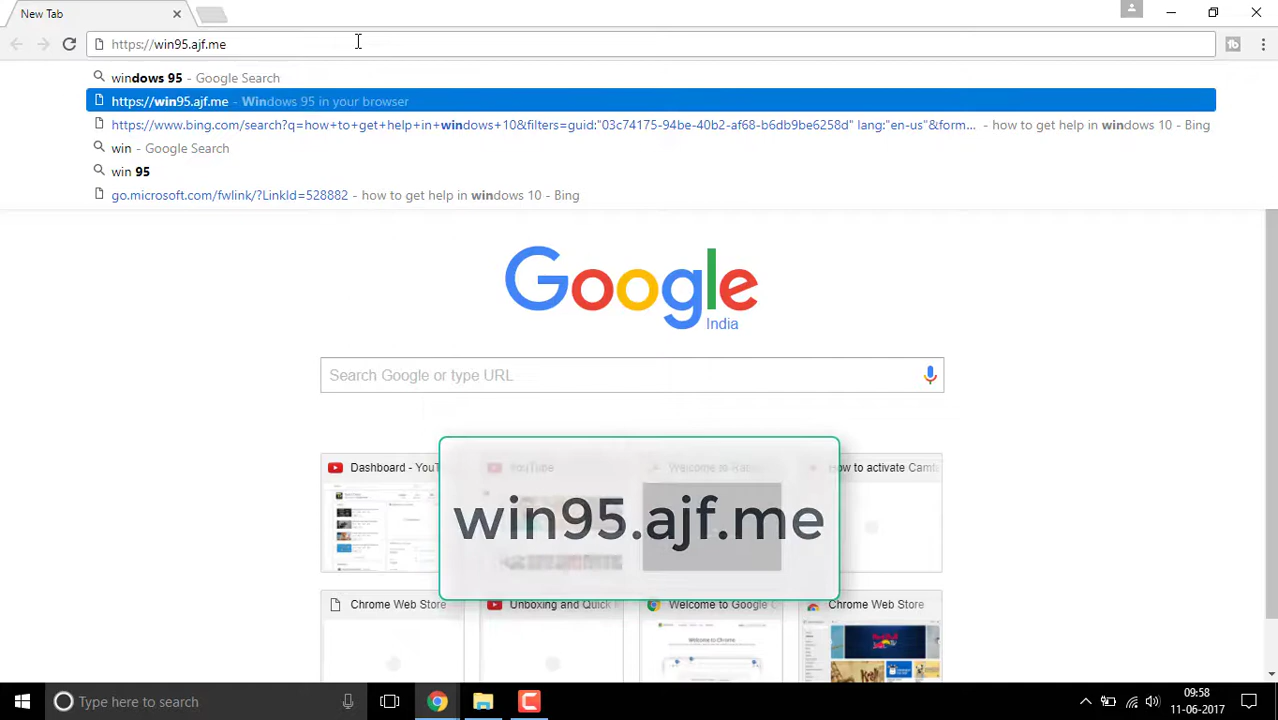 New Tab
https://win95.ajf.me
windows 95 - Google Search
https://win95.ajf.me - Windows 95 in your browser
https://www.bing.com/search?q=how+to+get+help+in+windows+10&filters=guid:"03c74175-94be-40b2-af68-b6db9be6258d" lang:"en-us"&form... - how to get help in windows 10 - Bing
win - Google Search
win 95
go.microsoft.com/fwlink/?LinkId=528882 - how to get help in windows 10 - Bing
Google
India
Search Google or type URL
Dashboard - YouT
YouTube
Welcome to
How to activate Camta
win95.ajf.me
Chrome Web Store
Unboxing and Quick
Welcome to Google C
Chrome Web Store
Type here to search
09:58
11-06-2017